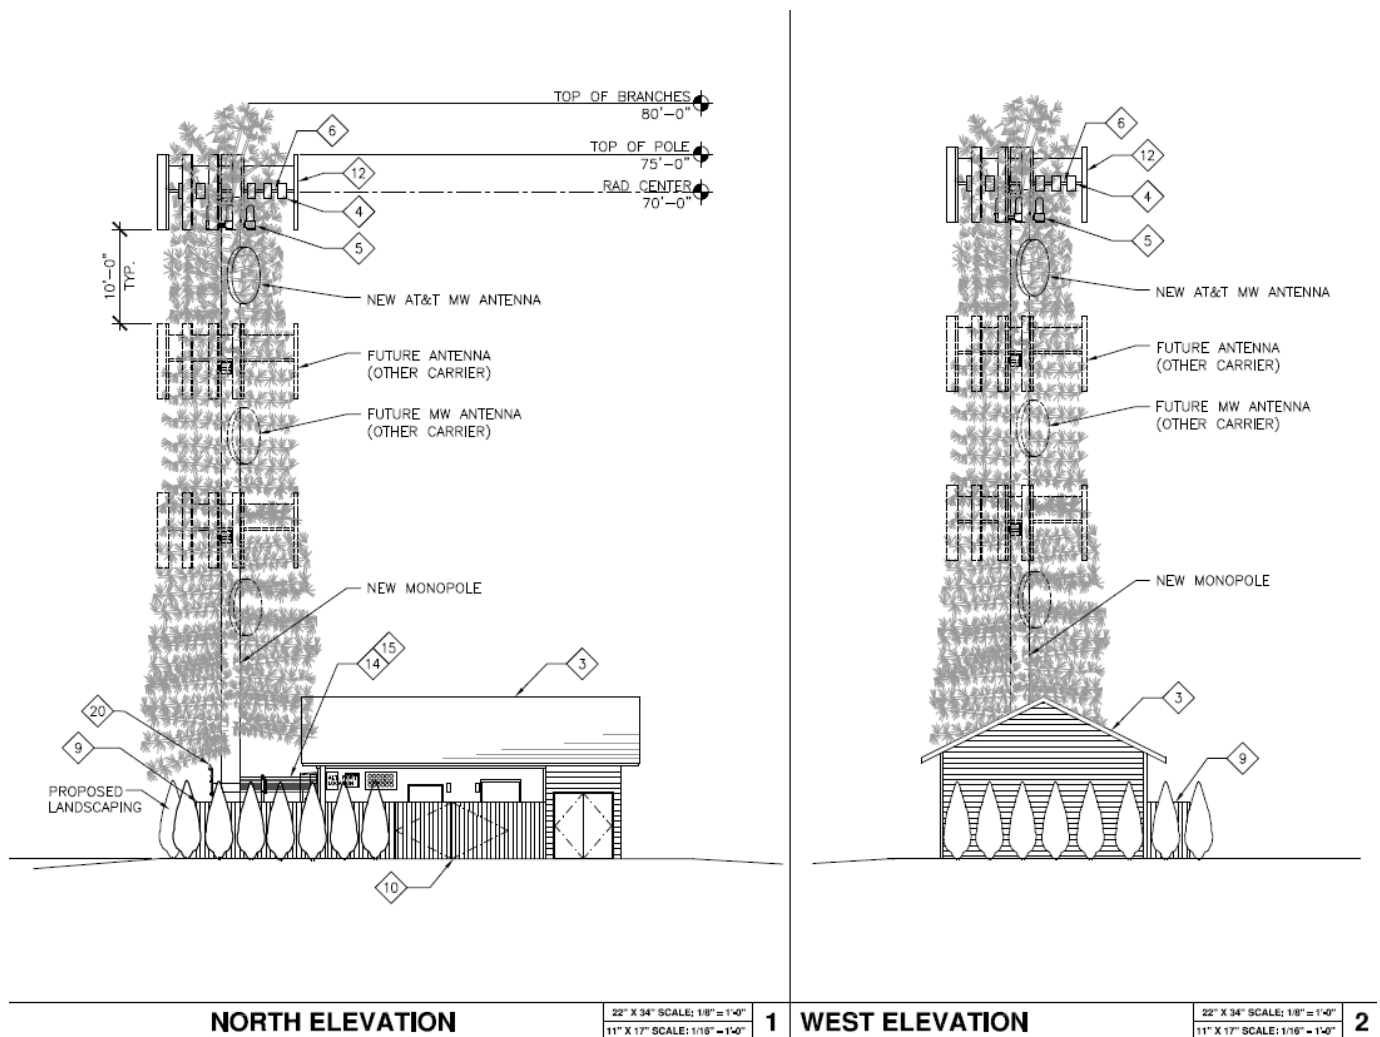 TOP OF BRANCHES
80'-0"
6
TOP OF POLE
75'-0"
12
RAD CENTER
70'-0"
4
5
10'-0"
TYP.
NEW AT&T MW ANTENNA
FUTURE ANTENNA
(OTHER CARRIER)
FUTURE MW ANTENNA
(OTHER CARRIER)
NEW MONOPOLE
15
14
3
20
9
PROPOSED
LANDSCAPING
10
NORTH ELEVATION
22" X 34" SCALE: 1/8" = 1'-0"
11" X 17" SCALE: 1/16" = 1'-0"
1
6
12
4
5
NEW AT&T MW ANTENNA
FUTURE ANTENNA
(OTHER CARRIER)
FUTURE MW ANTENNA
(OTHER CARRIER)
NEW MONOPOLE
3
9
WEST ELEVATION
22" X 34" SCALE: 1/8" = 1'-0"
11" X 17" SCALE: 1/16" = 1'-0"
2